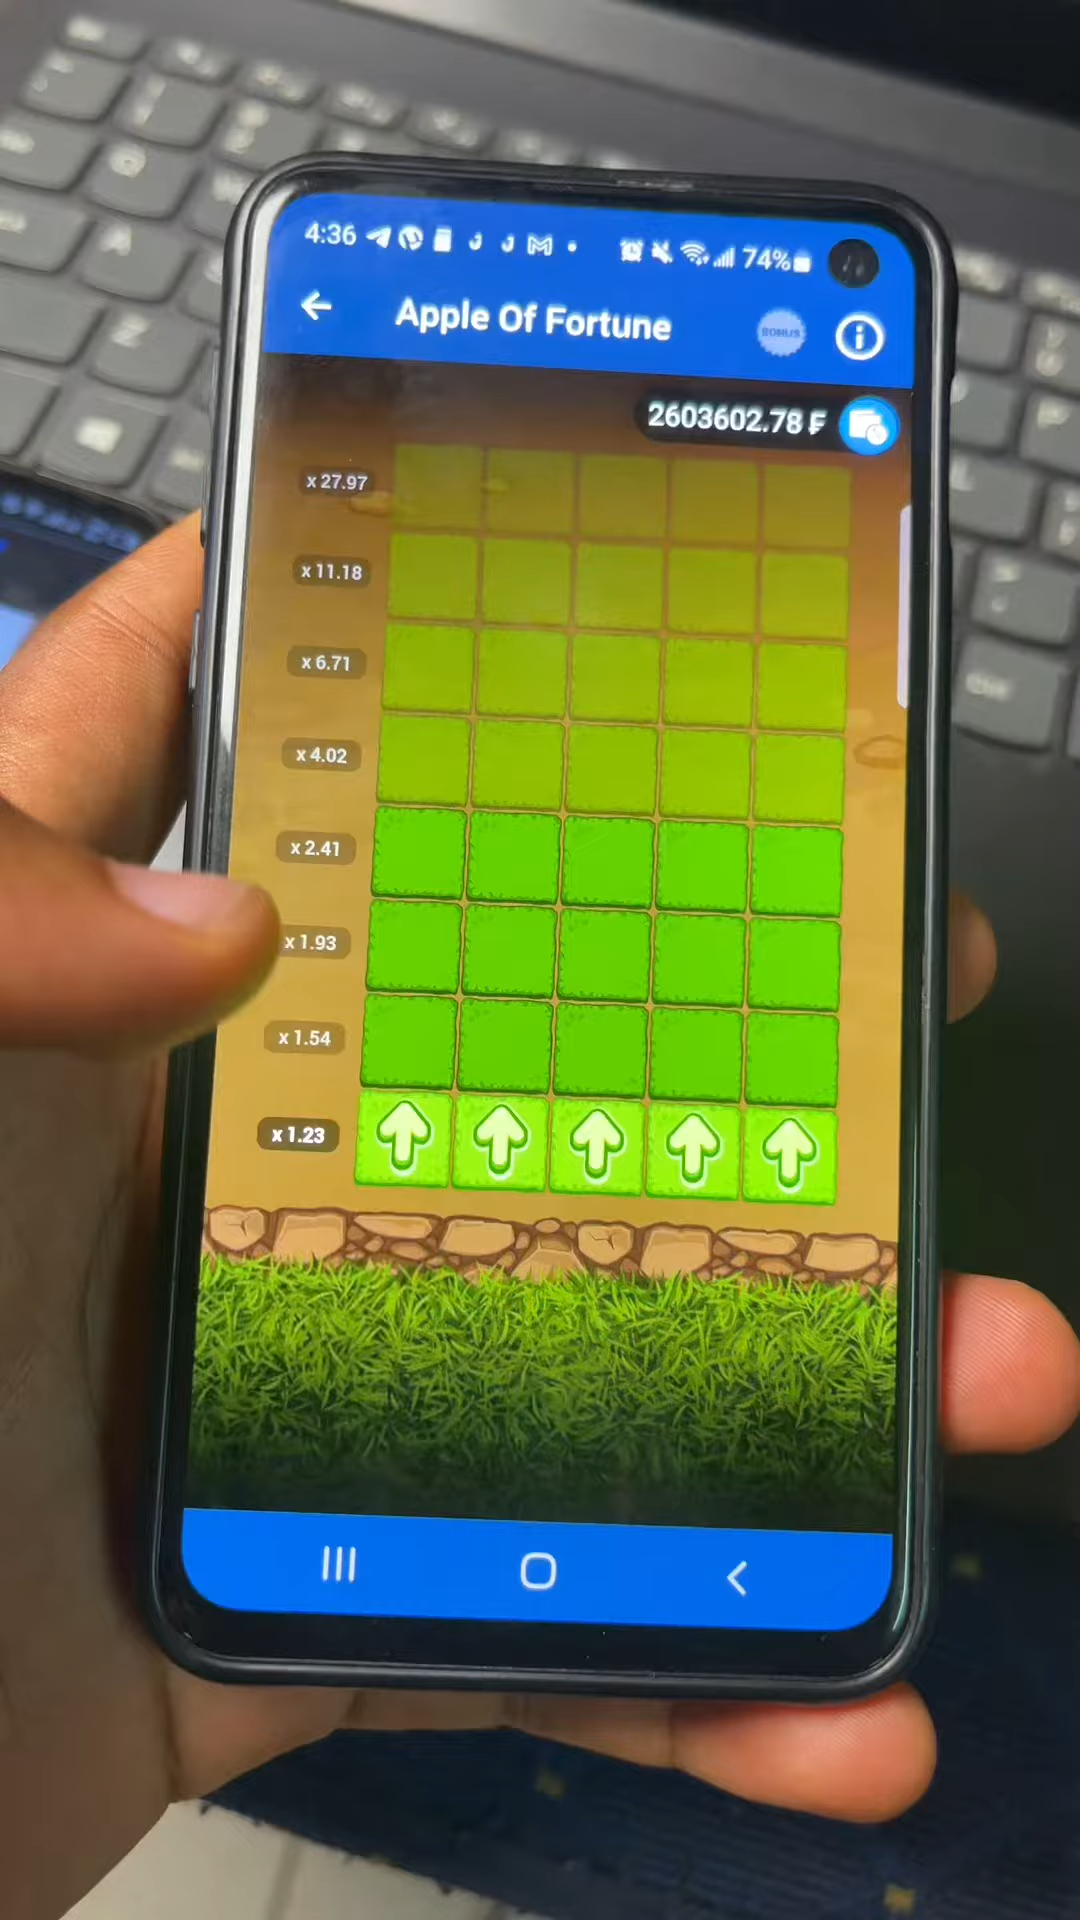 4:36
74%
Apple Of Fortune
BONUS
2603602.78 ₣
x 27.97
x 11.18
x 6.71
x 4.02
x 2.41
x 1.93
x 1.54
x 1.23